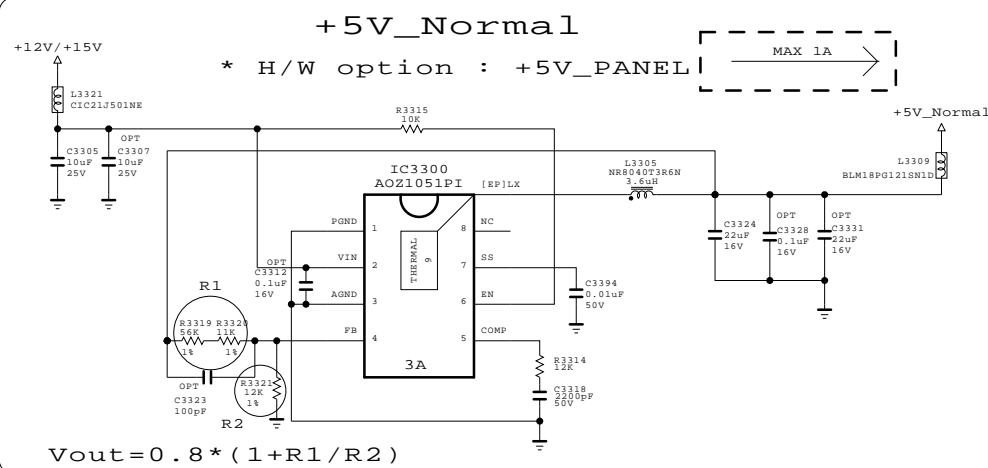 +5V_Normal
+12V/+15V
* H/W option : +5V_PANEL
MAX 1A
L3321
CIC21J501NE
R3315
10K
+5V_Normal
C3305
10uF
25V
OPT
C3307
10uF
25V
IC3300
AOZ1051PI
[EP]LX
L3305
NR8040T3R6N
3.6uH
L3309
BLM18PG121SN1D
PGND
1
VIN
2
AGND
3
FB
4
THERMAL
9
8
NC
7
SS
6
EN
5
COMP
3A
OPT
C3312
0.1uF
16V
C3324
22uF
16V
OPT
C3328
0.1uF
16V
OPT
C3331
22uF
16V
C3394
0.01uF
50V
R1
R3319
56K
1%
R3320
11K
1%
OPT
C3323
100pF
R3321
12K
1%
R2
R3314
12K
C3318
2200pF
50V
Vout=0.8*(1+R1/R2)